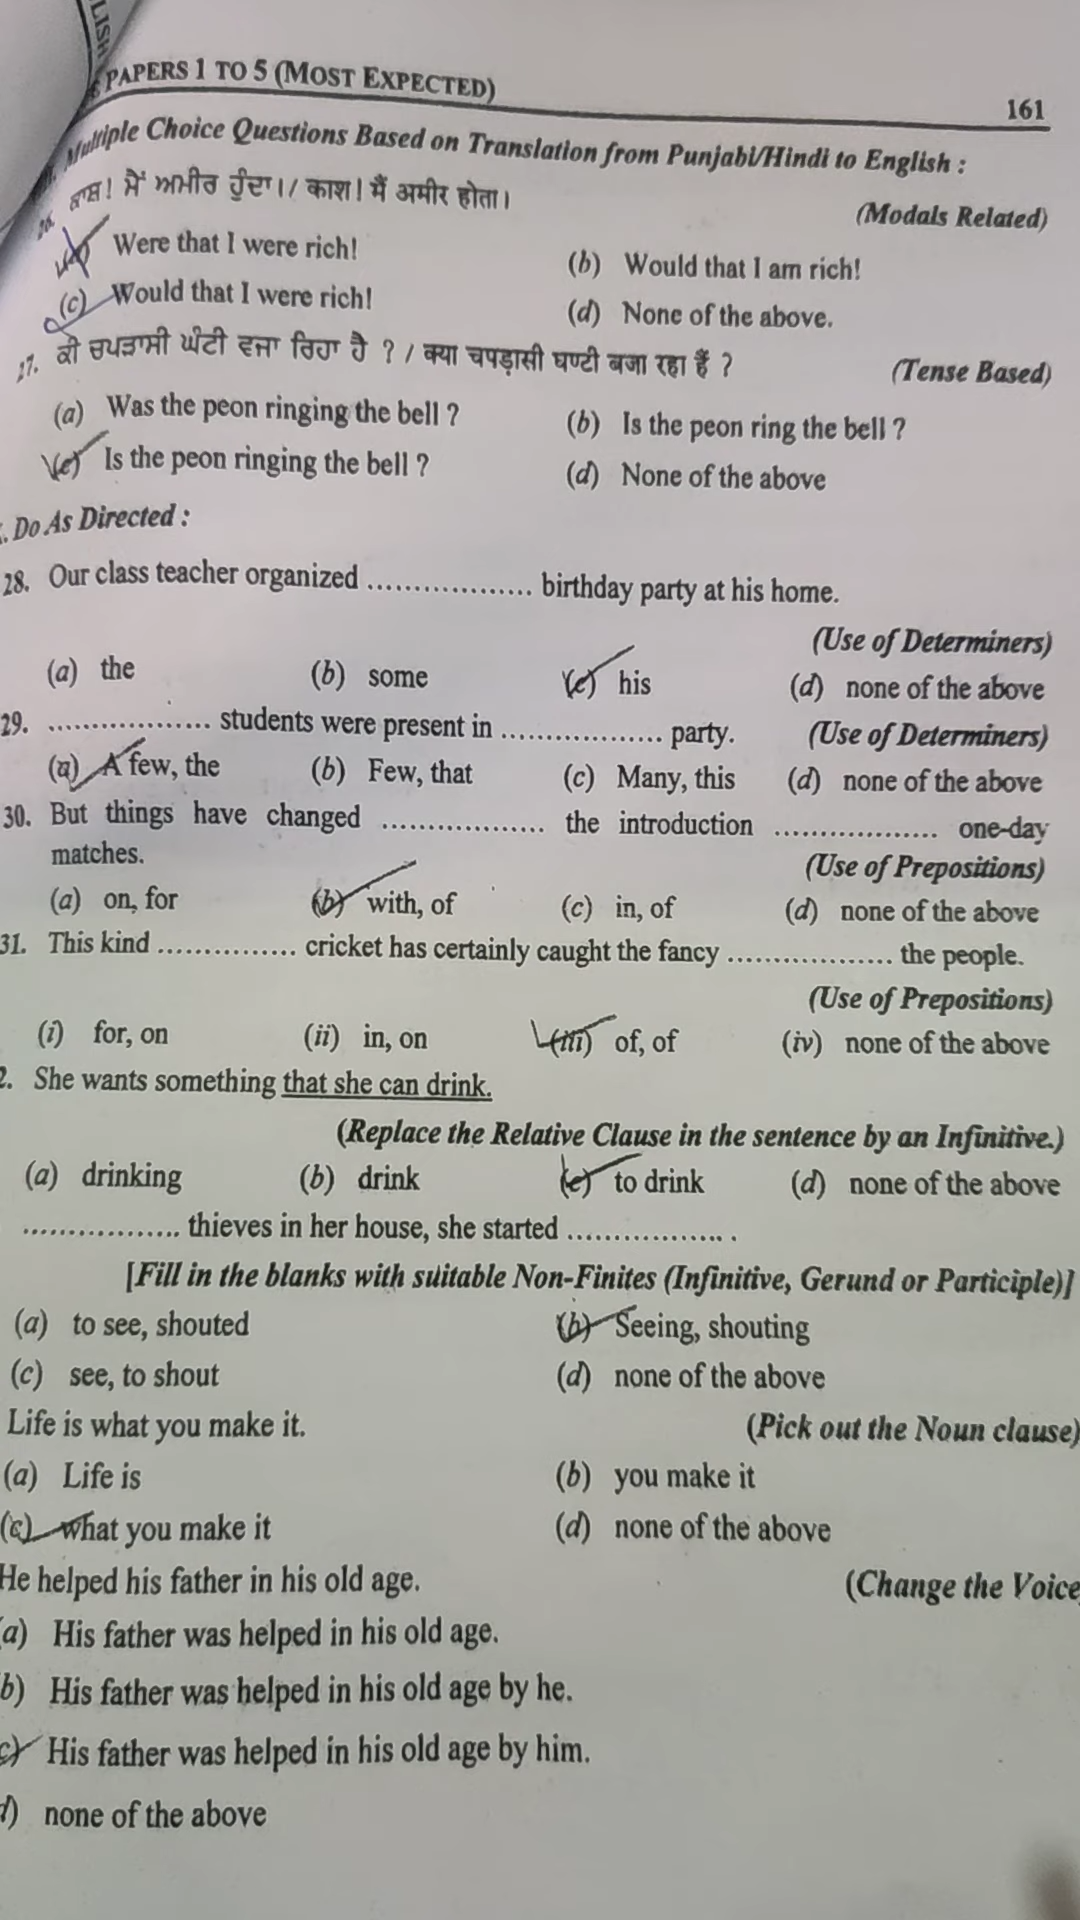 LISH
PAPERS 1 TO 5 (MOST EXPECTED)
161
Multiple Choice Questions Based on Translation from Punjabi/Hindi to English :
ਕਾਸ਼! ਮੈਂ ਅਮੀਰ ਹੁੰਦਾ।/ काश! मैं अमीर होता।
(Modals Related)
26.
Were that I were rich!
(b) Would that I am rich!
(c) Would that I were rich!
(d) None of the above.
27. ਕੀ ਚਪੜਾਸੀ ਘੰਟੀ ਵਜਾ ਰਿਹਾ ਹੈ ? / क्या चपड़ासी घण्टी बजा रहा हैं ?
(Tense Based)
(a) Was the peon ringing the bell ?
(b) Is the peon ring the bell ?
(c) Is the peon ringing the bell ?
(d) None of the above
. Do As Directed :
28. Our class teacher organized .................. birthday party at his home.
(Use of Determiners)
(a) the (b) some (c) his (d) none of the above
29. .................. students were present in .................. party. (Use of Determiners)
(a) A few, the (b) Few, that (c) Many, this (d) none of the above
30. But things have changed .................. the introduction .................. one-day
matches. (Use of Prepositions)
(a) on, for (b) with, of (c) in, of (d) none of the above
31. This kind ............... cricket has certainly caught the fancy .................. the people.
(Use of Prepositions)
(i) for, on (ii) in, on (iii) of, of (iv) none of the above
2. She wants something that she can drink.
(Replace the Relative Clause in the sentence by an Infinitive.)
(a) drinking (b) drink (c) to drink (d) none of the above
.................. thieves in her house, she started .................. .
[Fill in the blanks with suitable Non-Finites (Infinitive, Gerund or Participle)]
(a) to see, shouted (b) Seeing, shouting
(c) see, to shout (d) none of the above
Life is what you make it. (Pick out the Noun clause)
(a) Life is (b) you make it
(c) what you make it (d) none of the above
He helped his father in his old age. (Change the Voice
a) His father was helped in his old age.
b) His father was helped in his old age by he.
c) His father was helped in his old age by him.
d) none of the above